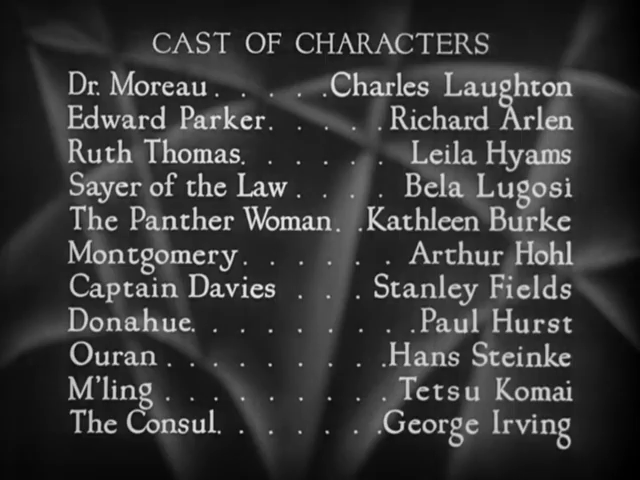 CAST OF CHARACTERS
Dr. Moreau . . . . . Charles Laughton
Edward Parker. . . . . Richard Arlen
Ruth Thomas. . . . . . Leila Hyams
Sayer of the Law . . . . Bela Lugosi
The Panther Woman. . Kathleen Burke
Montgomery. . . . . . Arthur Hohl
Captain Davies . . . Stanley Fields
Donahue. . . . . . . . Paul Hurst
Ouran . . . . . . . . . Hans Steinke
M'ling . . . . . . . . . Tetsu Komai
The Consul. . . . . . . George Irving